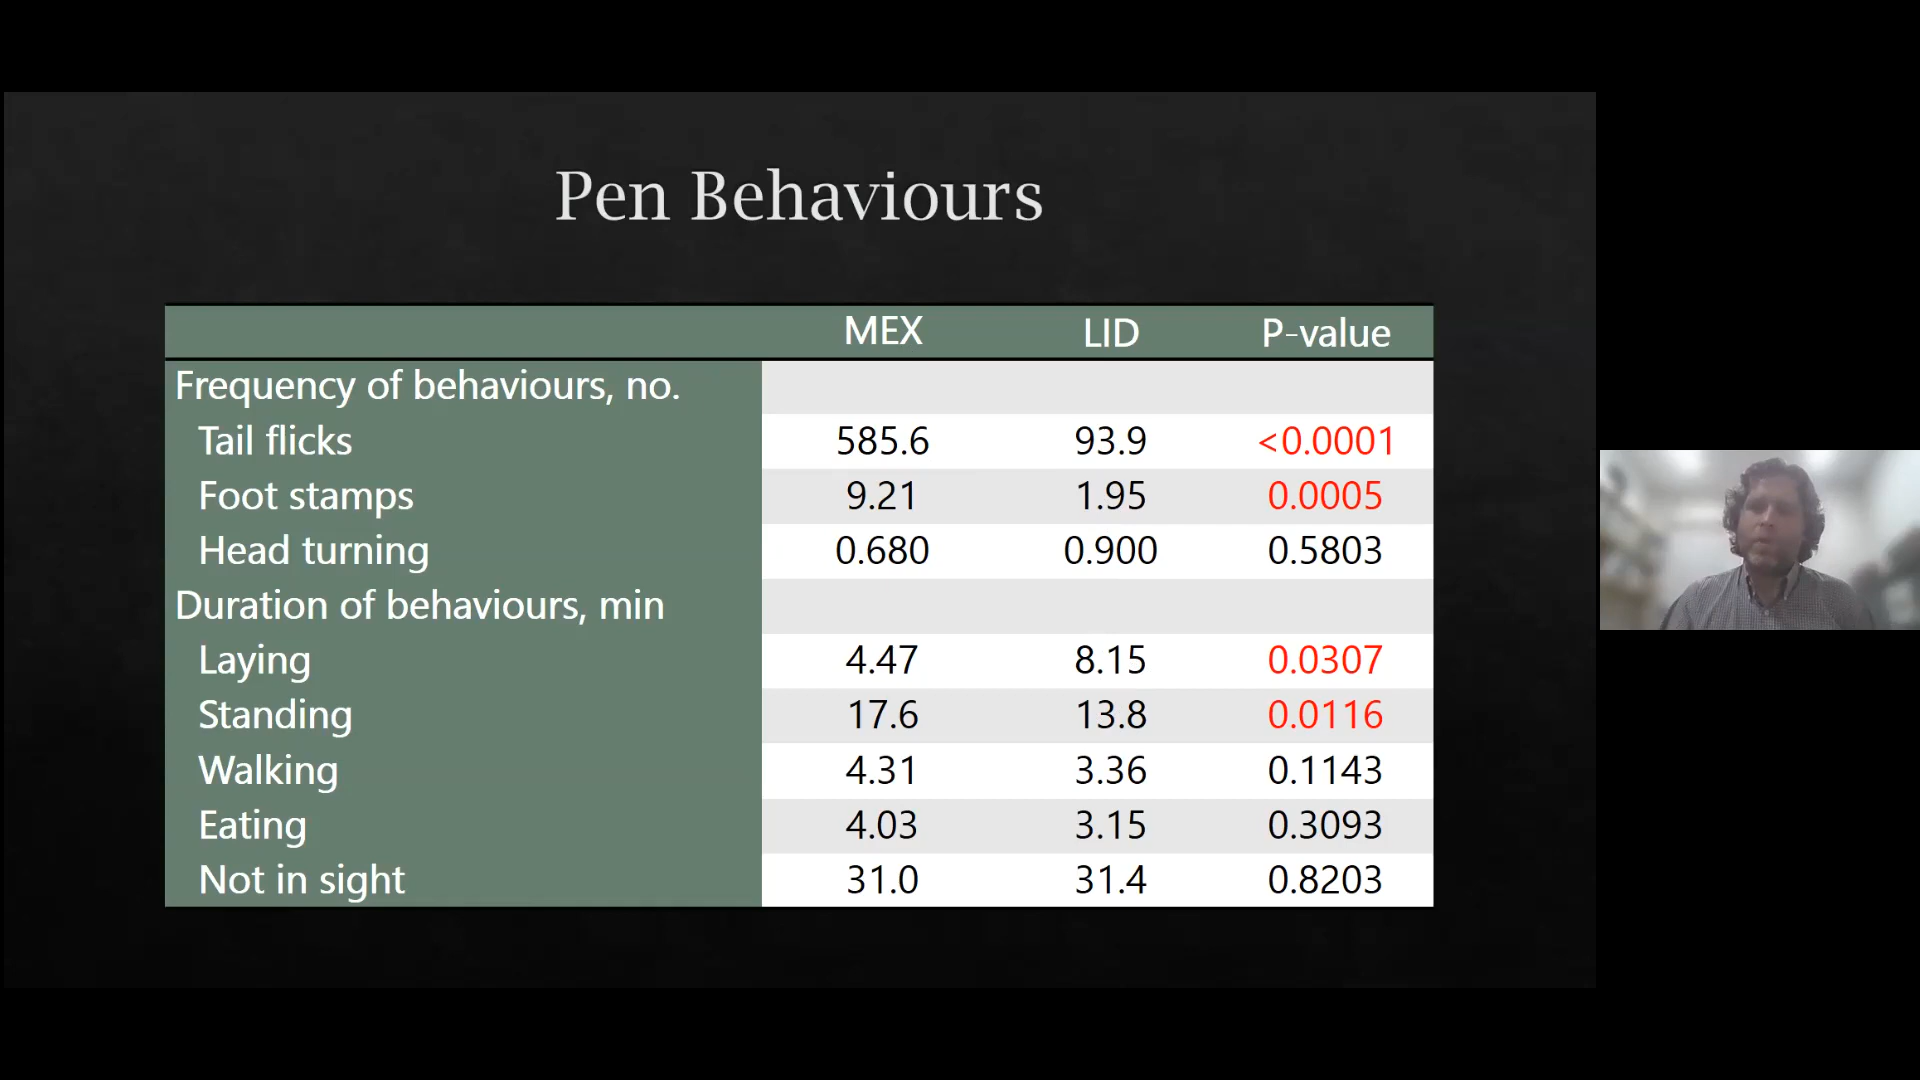 Pen Behaviours
MEX LID P-value
Frequency of behaviours, no.
Tail flicks 585.6 93.9 <0.0001
Foot stamps 9.21 1.95 0.0005
Head turning 0.680 0.900 0.5803
Duration of behaviours, min
Laying 4.47 8.15 0.0307
Standing 17.6 13.8 0.0116
Walking 4.31 3.36 0.1143
Eating 4.03 3.15 0.3093
Not in sight 31.0 31.4 0.8203